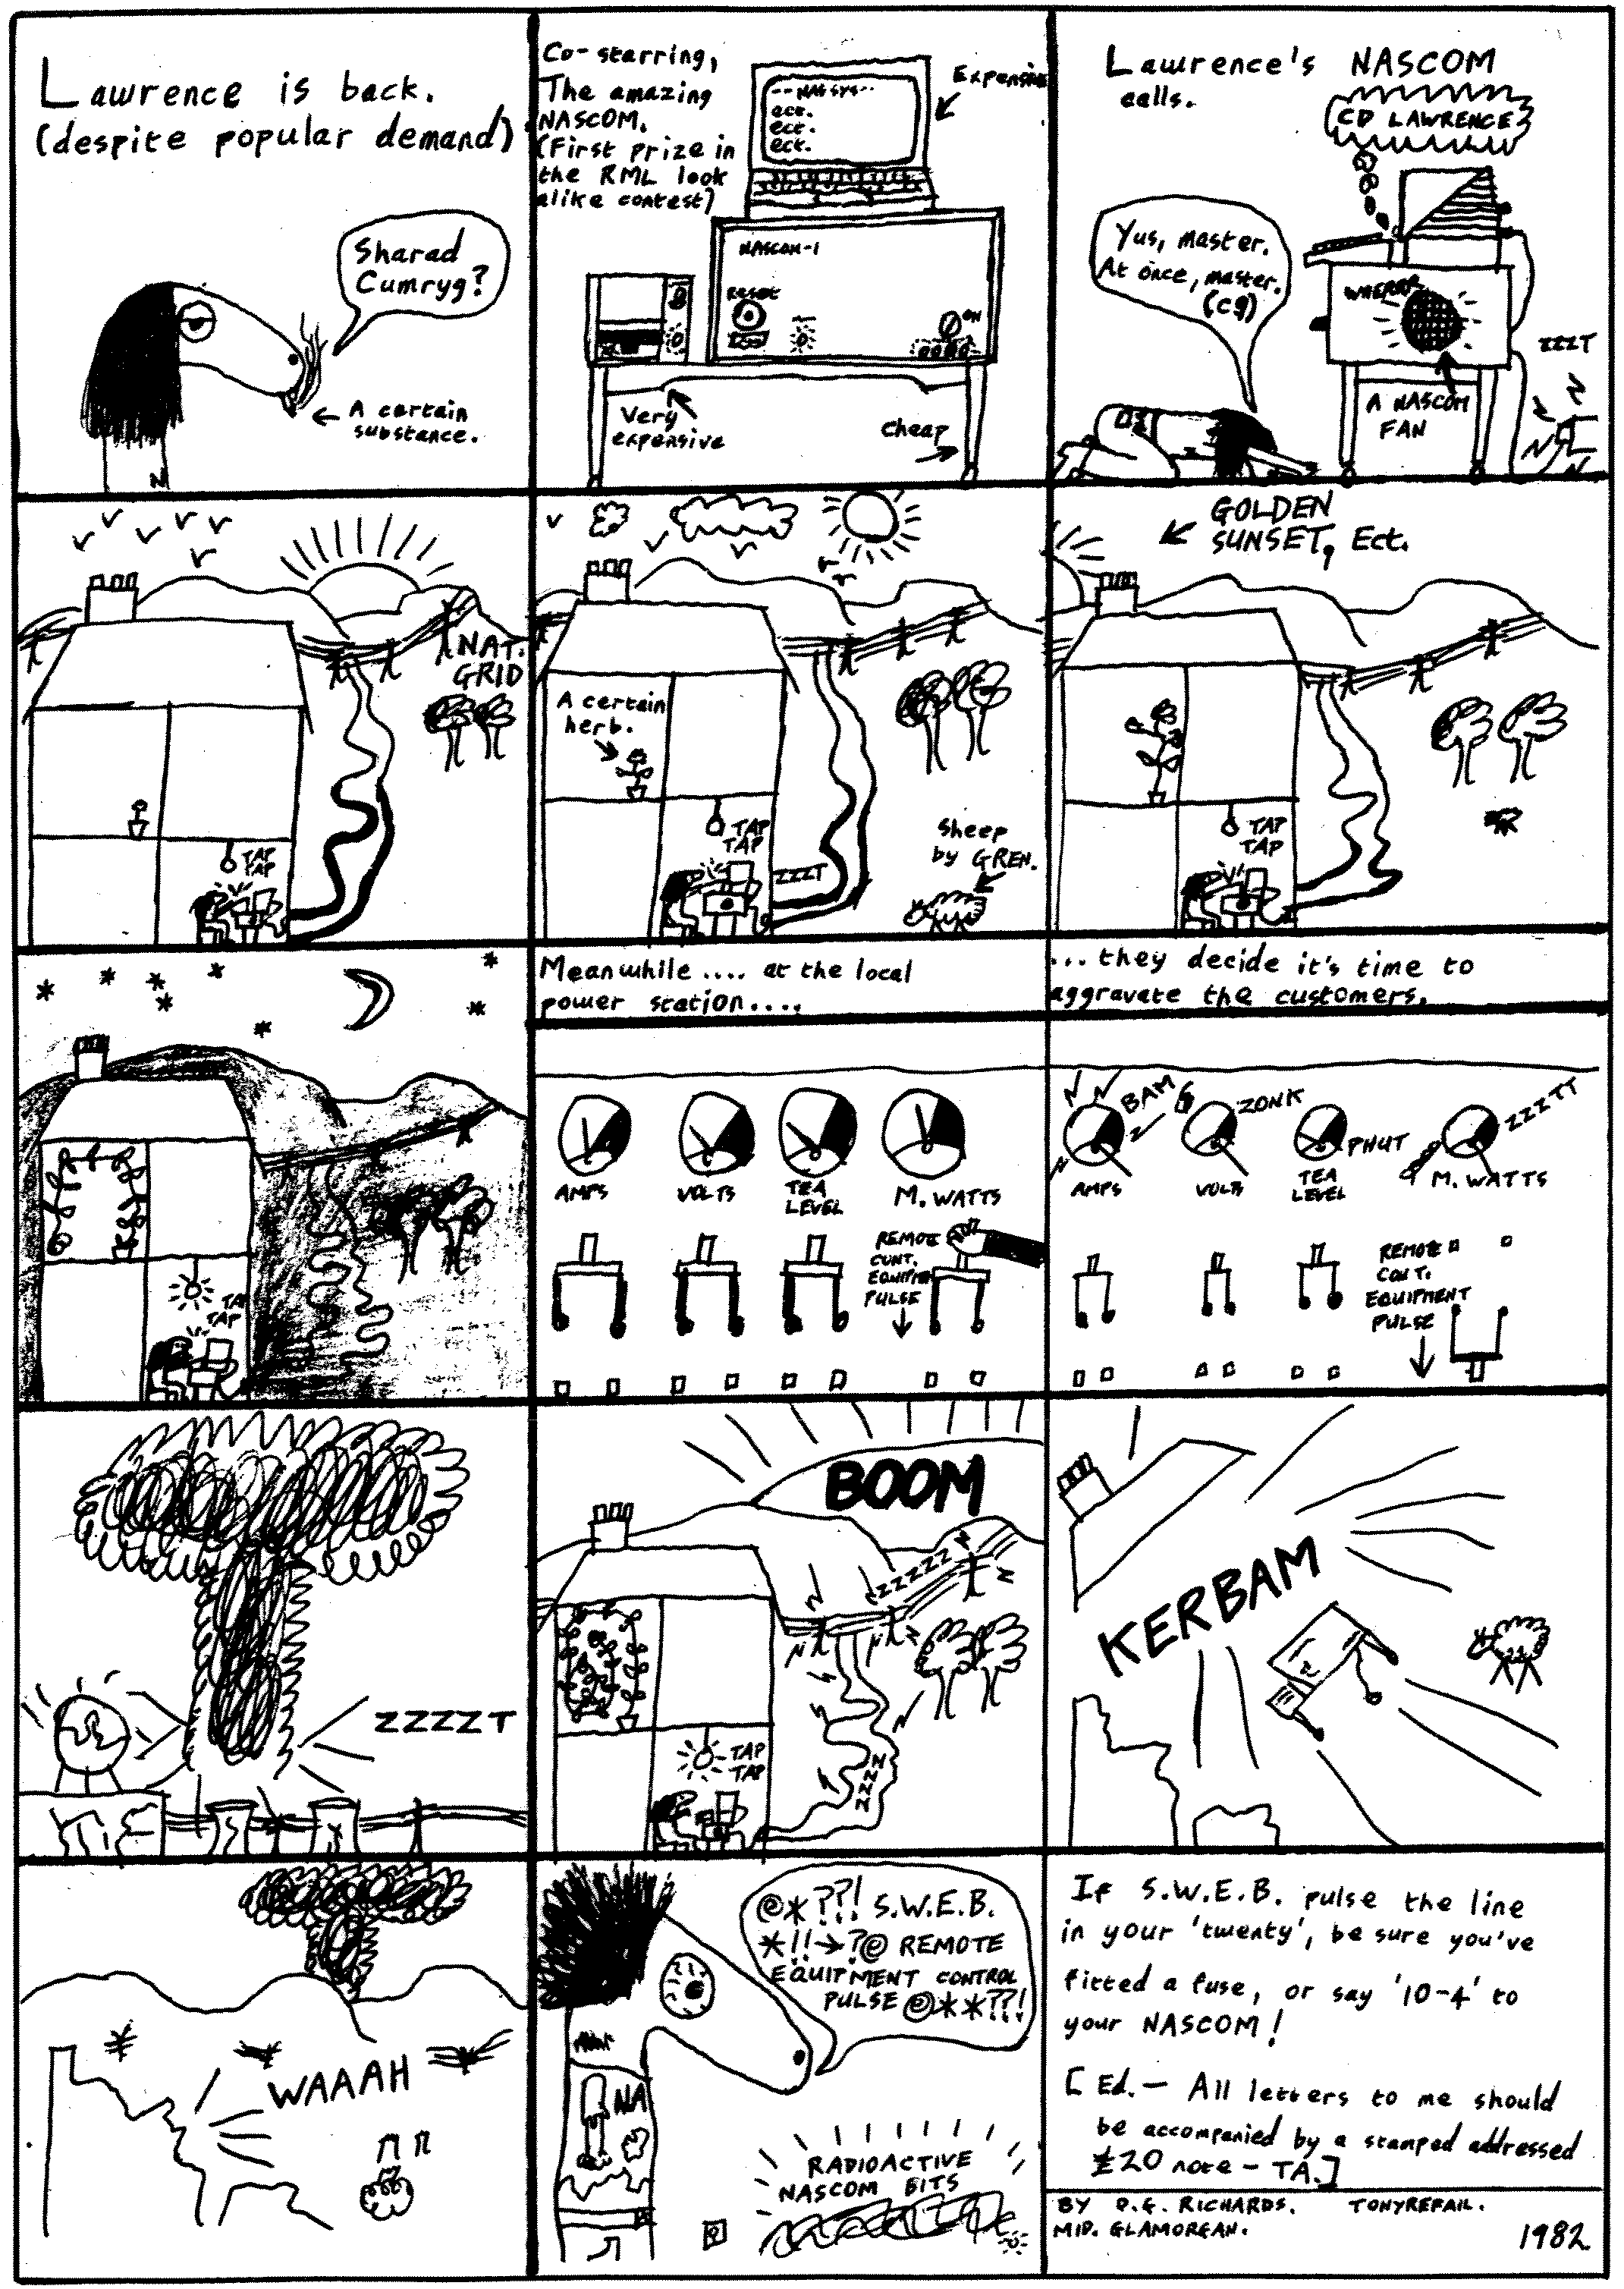 Lawrence is back.
(despite popular demand)
Sharad
Cumryg?
A certain
substance.
Co-starring,
The amazing
NASCOM.
(First prize in
the RML look
alike contest)
Expensive
--NAS SYS--
ect.
ect.
ect.
NASCOM-1
Reset
ON
Very
expensive
Cheap
Lawrence's NASCOM
calls.
CD LAWRENCE
Yus, master.
At once, master.
(cg)
WHERRR
ZZZT
A NASCOM
FAN
NAT.
GRID
TAP
TAP
A certain
herb.
TAP
TAP
ZZZT
Sheep
by GREN.
GOLDEN
SUNSET, Ect.
TAP
TAP
TAP
TAP
Meanwhile.... at the local
power station....
AMPS
VOLTS
TEA
LEVEL
M. WATTS
REMOTE
CONT.
EQUIPMENT
PULSE
... they decide it's time to
aggravate the customers.
BAM
ZONK
PHUT
ZZZTT
AMPS
VOLTS
TEA
LEVEL
M. WATTS
REMOTE
CONT.
EQUIPMENT
PULSE
ZZZZT
BOOM
ZZZZZZ
TAP
TAP
ZZZZ
KERBAM
WAAAH
@*??! S.W.E.B.
*!!→?@ REMOTE
EQUIPMENT CONTROL
PULSE @**??!
NA
RADIOACTIVE
NASCOM BITS
If S.W.E.B. pulse the line
in your 'twenty', be sure you've
fitted a fuse, or say '10-4' to
your NASCOM!
[Ed.— All letters to me should
be accompanied by a stamped addressed
£20 note - TA.]
BY D.G. RICHARDS. TONYREFAIL.
MID. GLAMORGAN.
1982